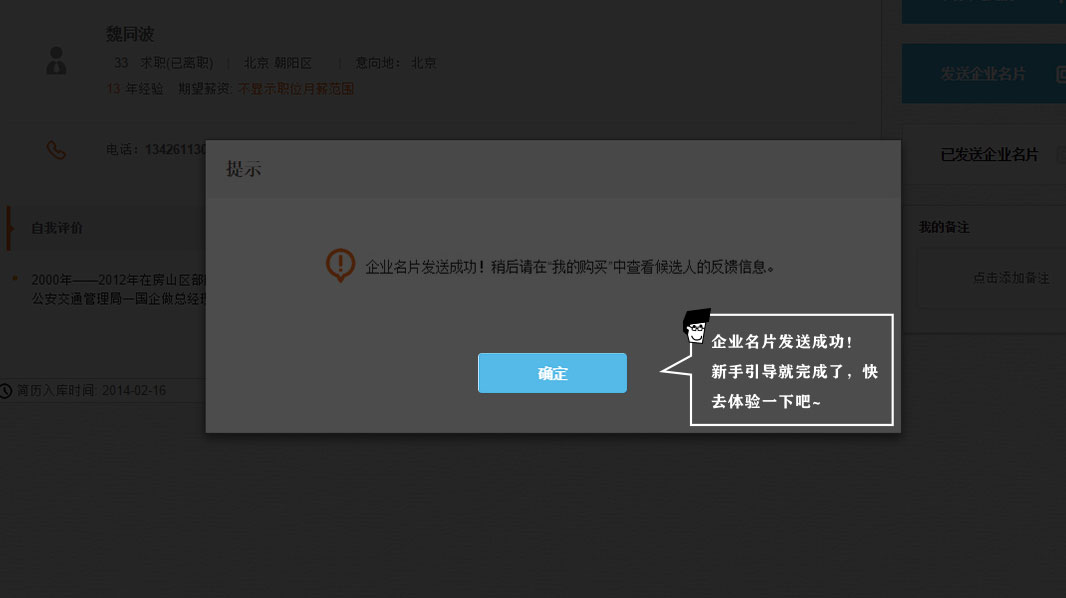 魏同波
33 求职(已离职) | 北京 朝阳区 | 意向地： 北京
13 年经验 期望薪资: 不显示职位月薪范围
发送企业名片
电话：134261130
提示
已发送企业名片
自我评价
我的备注
企业名片发送成功！稍后请在"我的购买"中查看候选人的反馈信息。
点击添加备注
2000年——2012年在房山区部
公安交通管理局—国企做总经理
企业名片发送成功！
新手引导就完成了，快
去体验一下吧~
确定
简历入库时间: 2014-02-16